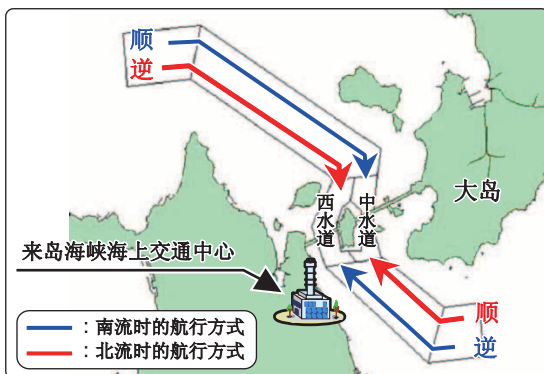 顺
逆
大岛
西水道
中水道
来岛海峡海上交通中心
顺
逆
：南流时的航行方式
：北流时的航行方式